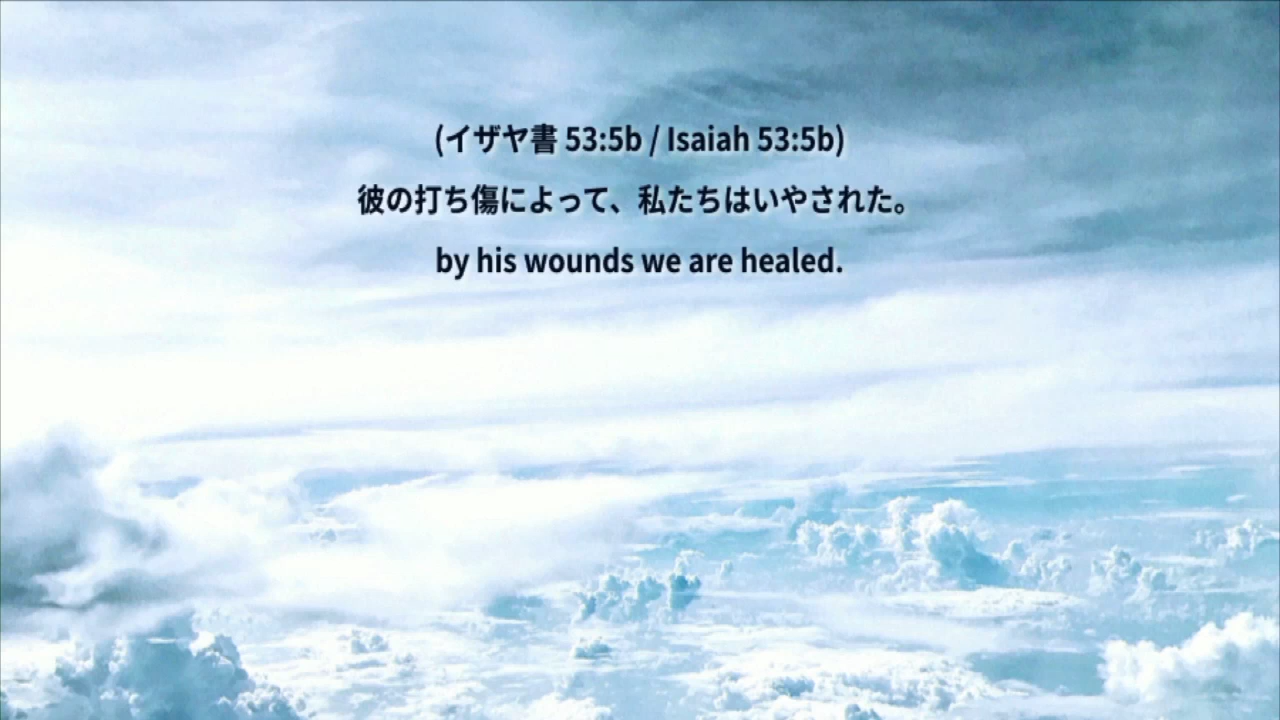 (イザヤ書 53:5b / Isaiah 53:5b)
彼の打ち傷によって、私たちはいやされた。
by his wounds we are healed.